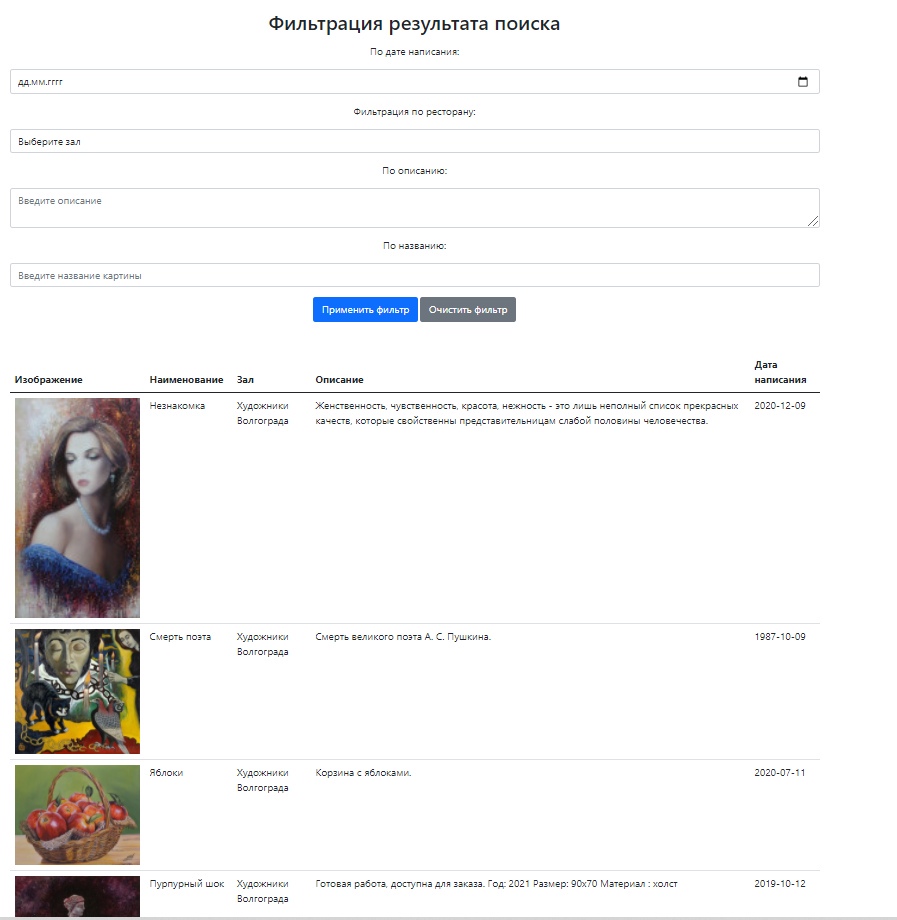 Фильтрация результата поиска
По дате написания:
дд.мм.гггг
Фильтрация по ресторану:
Выберите зал
По описанию:
Введите описание
По названию:
Введите название картины
Применить фильтр Очистить фильтр
Изображение Наименование Зал Описание Дата написания
Незнакомка Художники Волгограда Женственность, чувственность, красота, нежность - это лишь неполный список прекрасных 2020-12-09
качеств, которые свойственны представительницам слабой половины человечества.
Смерть поэта Художники Волгограда Смерть великого поэта А. С. Пушкина. 1987-10-09
Яблоки Художники Волгограда Корзина с яблоками. 2020-07-11
Пурпурный шок Художники Волгограда Готовая работа, доступна для заказа. Год: 2021 Размер: 90x70 Материал : холст 2019-10-12